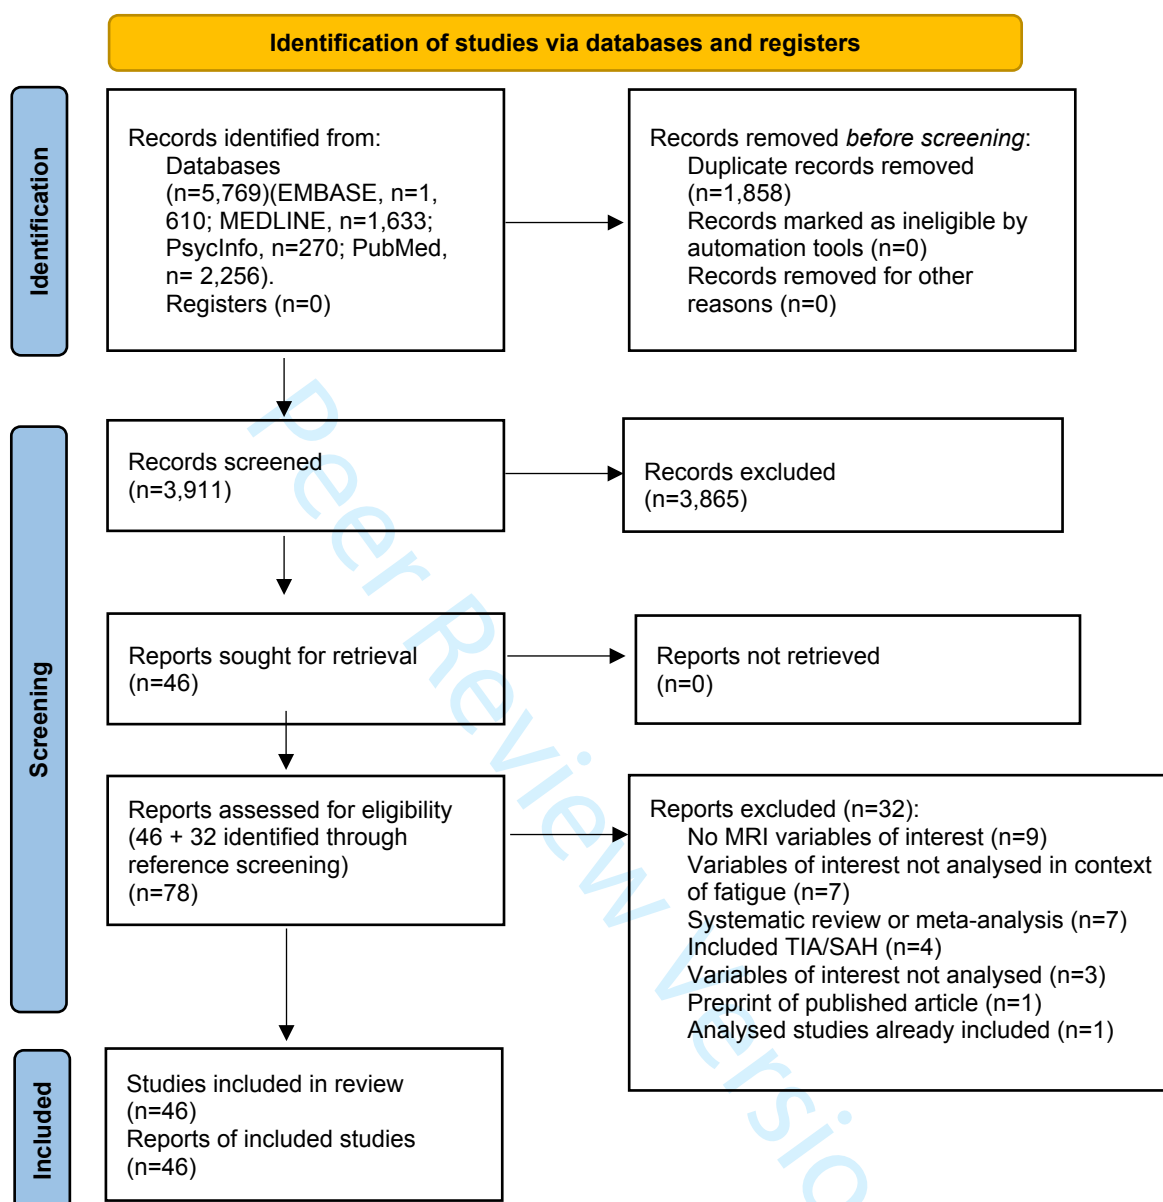 Identification of studies via databases and registers
Identification
Records identified from:
Databases
(n=5,769)(EMBASE, n=1,
610; MEDLINE, n=1,633;
PsycInfo, n=270; PubMed,
n= 2,256).
Registers (n=0)
Records removed before screening:
Duplicate records removed
(n=1,858)
Records marked as ineligible by
automation tools (n=0)
Records removed for other
reasons (n=0)
Screening
Records screened
(n=3,911)
Records excluded
(n=3,865)
Reports sought for retrieval
(n=46)
Reports not retrieved
(n=0)
Reports assessed for eligibility
(46 + 32 identified through
reference screening)
(n=78)
Reports excluded (n=32):
No MRI variables of interest (n=9)
Variables of interest not analysed in context
of fatigue (n=7)
Systematic review or meta-analysis (n=7)
Included TIA/SAH (n=4)
Variables of interest not analysed (n=3)
Preprint of published article (n=1)
Analysed studies already included (n=1)
Included
Studies included in review
(n=46)
Reports of included studies
(n=46)
Peer Review Versio